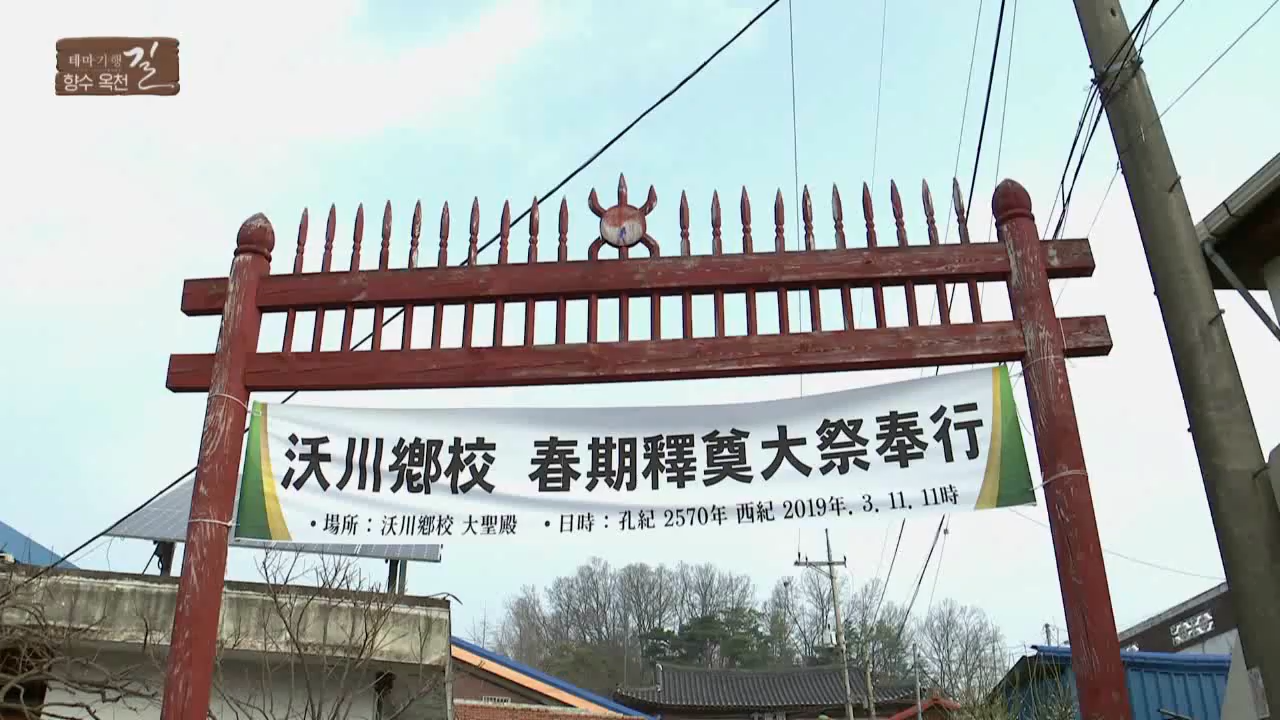 테마기행 길
향수 옥천
沃川鄕校 春期釋奠大祭奉行
• 場所 : 沃川鄕校 大聖殿 • 日時 : 孔紀 2570年 西紀 2019年. 3. 11. 11時